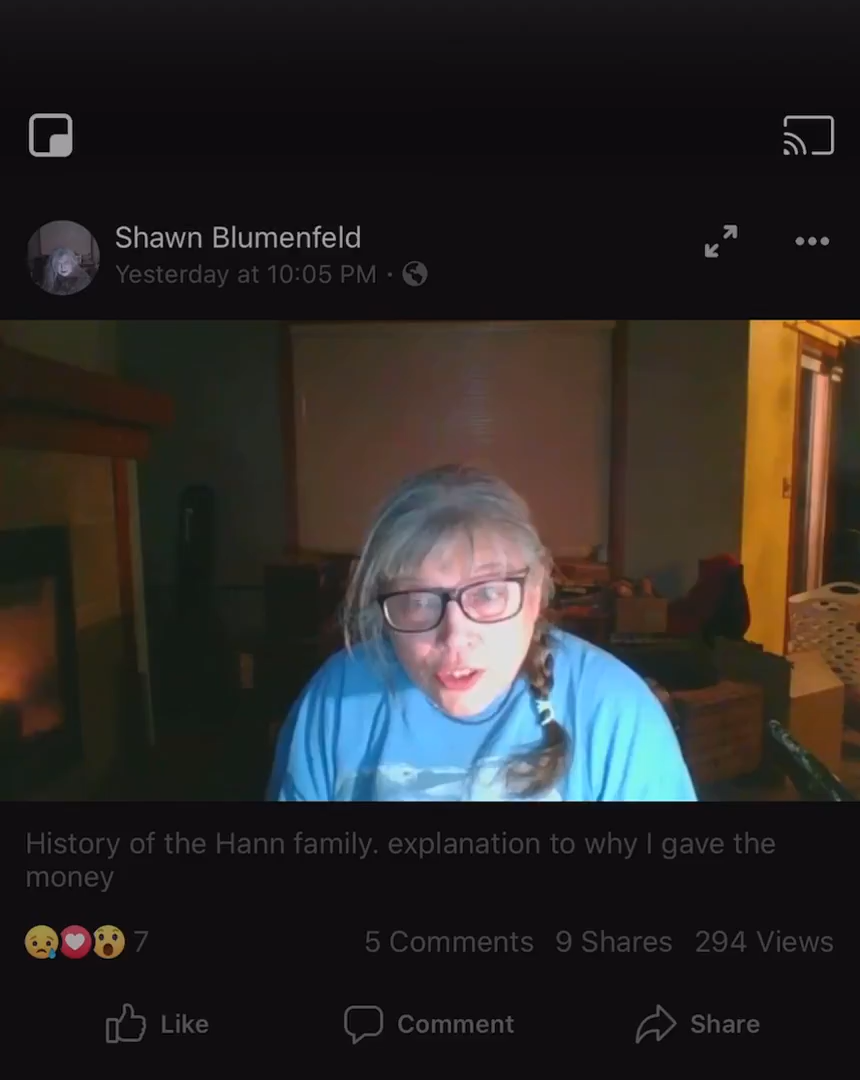 Shawn Blumenfeld
Yesterday at 10:05 PM ·
History of the Hann family. explanation to why I gave the
money
7
5 Comments 9 Shares 294 Views
Like Comment Share